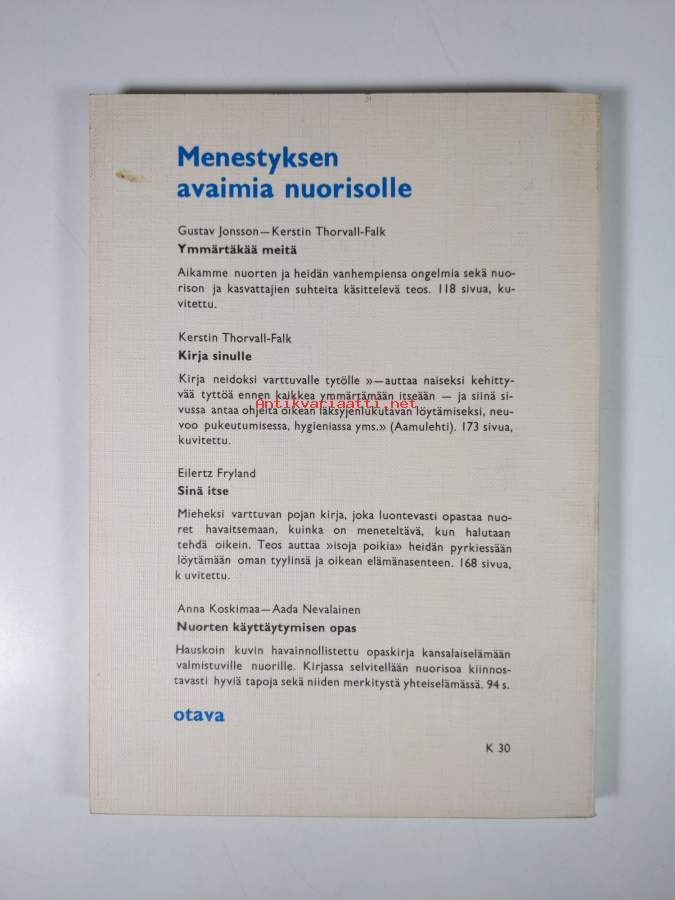 Menestyksen
avaimia nuorisolle
Gustav Jonsson—Kerstin Thorvall-Falk
Ymmärtäkää meitä
Aikamme nuorten ja heidän vanhempiensa ongelmia sekä nuo-
rison ja kasvattajien suhteita käsittelevä teos. 118 sivua, ku-
vitettu.
Kerstin Thorvall-Falk
Kirja sinulle
Kirja neidoksi varttuvalle tytölle »—auttaa naiseksi kehitty-
vää tyttöä ennen kaikkea ymmärtämään itseään — ja siinä si-
vussa antaa ohjeita oikean läksyjenlukutavan löytämiseksi, neu-
Antikvariaatti.net
voo pukeutumisessa, hygieniassa yms.» (Aamulehti). 173 sivua,
kuvitettu.
Eilertz Fryland
Sinä itse
Mieheksi varttuvan pojan kirja, joka luontevasti opastaa nuo-
ret havaitsemaan, kuinka on meneteltävä, kun halutaan
tehdä oikein. Teos auttaa »isoja poikia» heidän pyrkiessään
löytämään oman tyylinsä ja oikean elämänasenteen. 168 sivua,
k uvitettu.
Anna Koskimaa—Aada Nevalainen
Nuorten käyttäytymisen opas
Hauskoin kuvin havainnollistettu opaskirja kansalaiselämään
valmistuville nuorille. Kirjassa selvitellään nuorisoa kiinnos-
tavasti hyviä tapoja sekä niiden merkitystä yhteiselämässä. 94 s.
otava
K 30